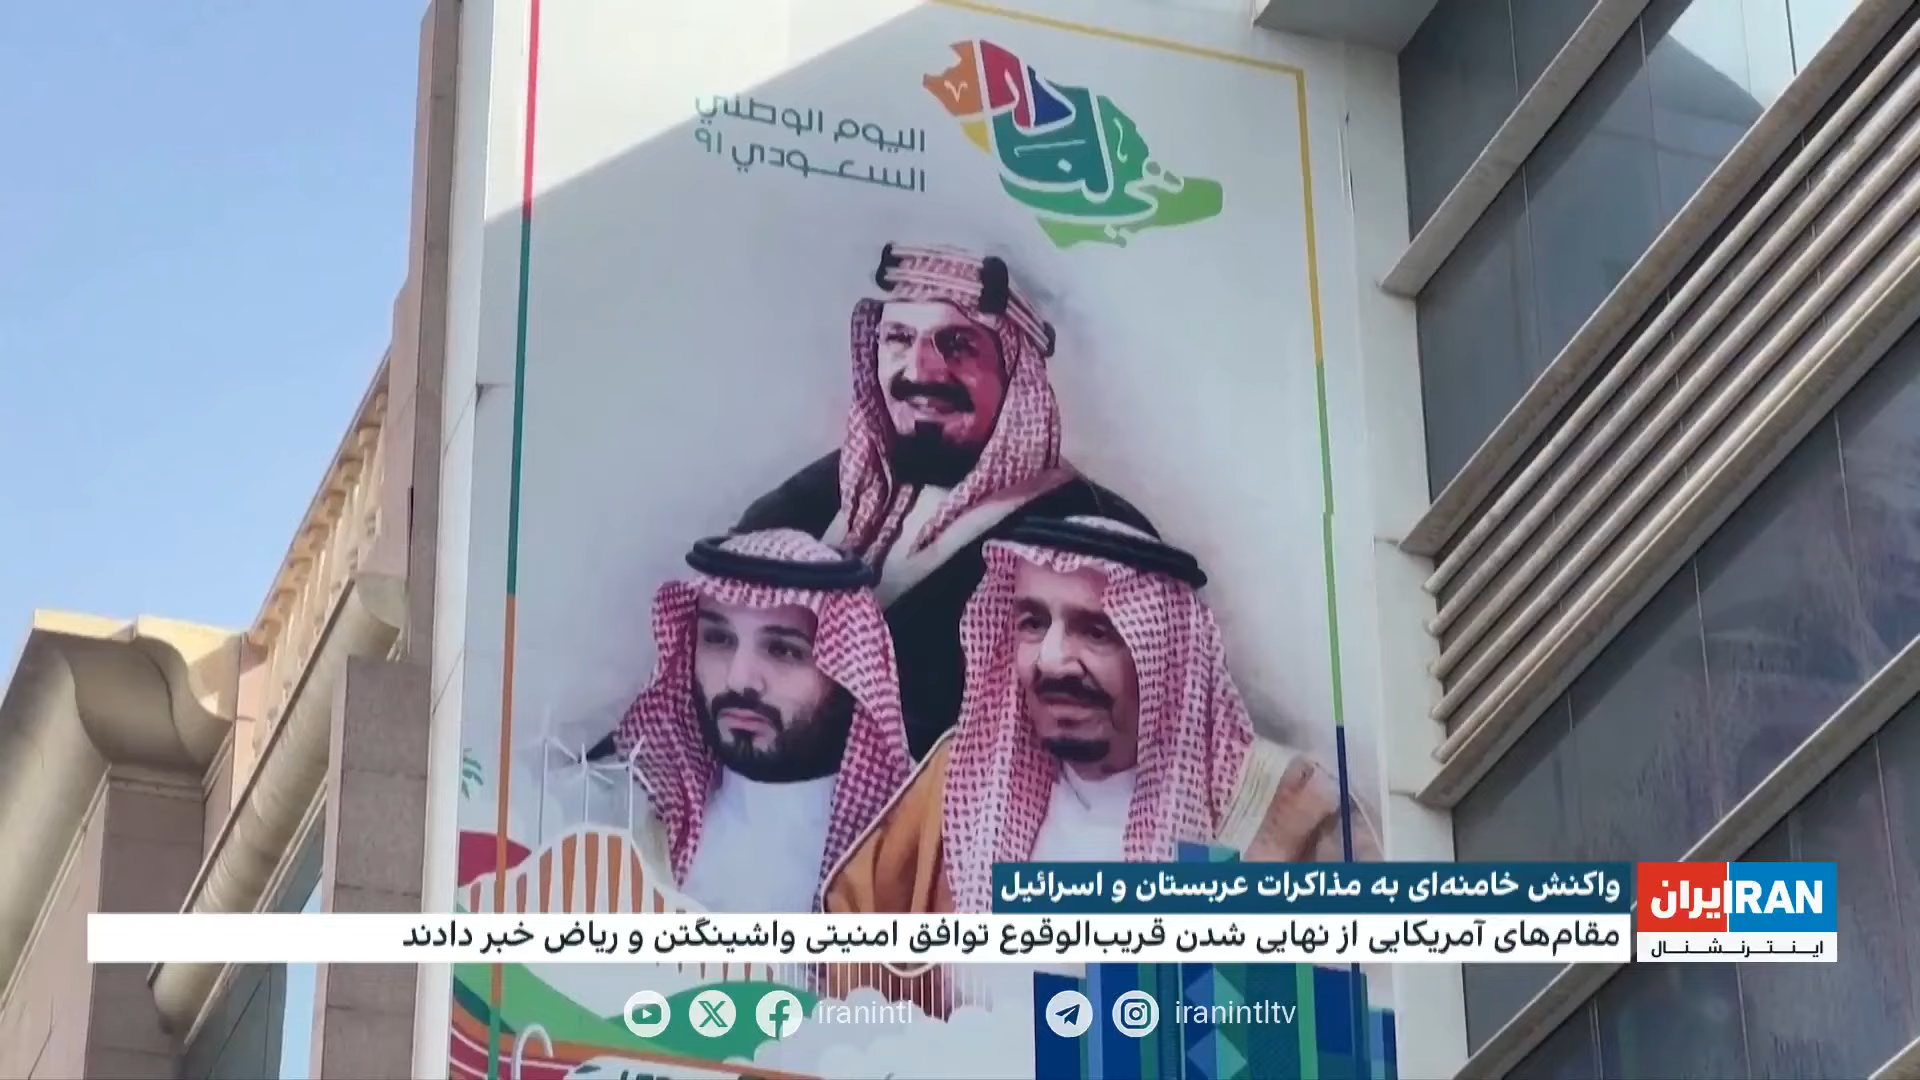 هي
لنا
دار
اليوم الوطني
السعودي ٩١
واکنش خامنه‌ای به مذاکرات عربستان و اسرائیل
مقام‌های آمریکایی از نهایی شدن قریب‌الوقوع توافق امنیتی واشینگتن و ریاض خبر دادند
ایران IRAN
اینترنشنال
iranintl
iranintltv